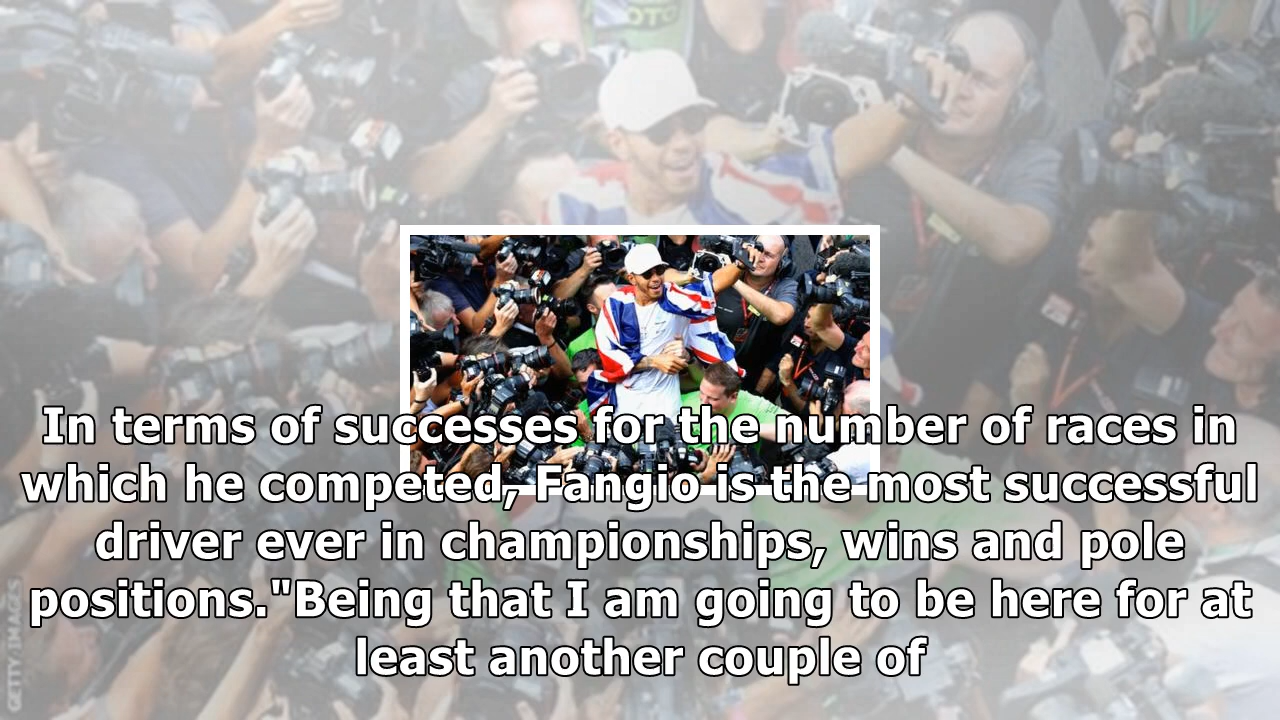 In terms of successes for the number of races in
which he competed, Fangio is the most successful
driver ever in championships, wins and pole
positions."Being that I am going to be here for at
least another couple of
GETTY IMAGES